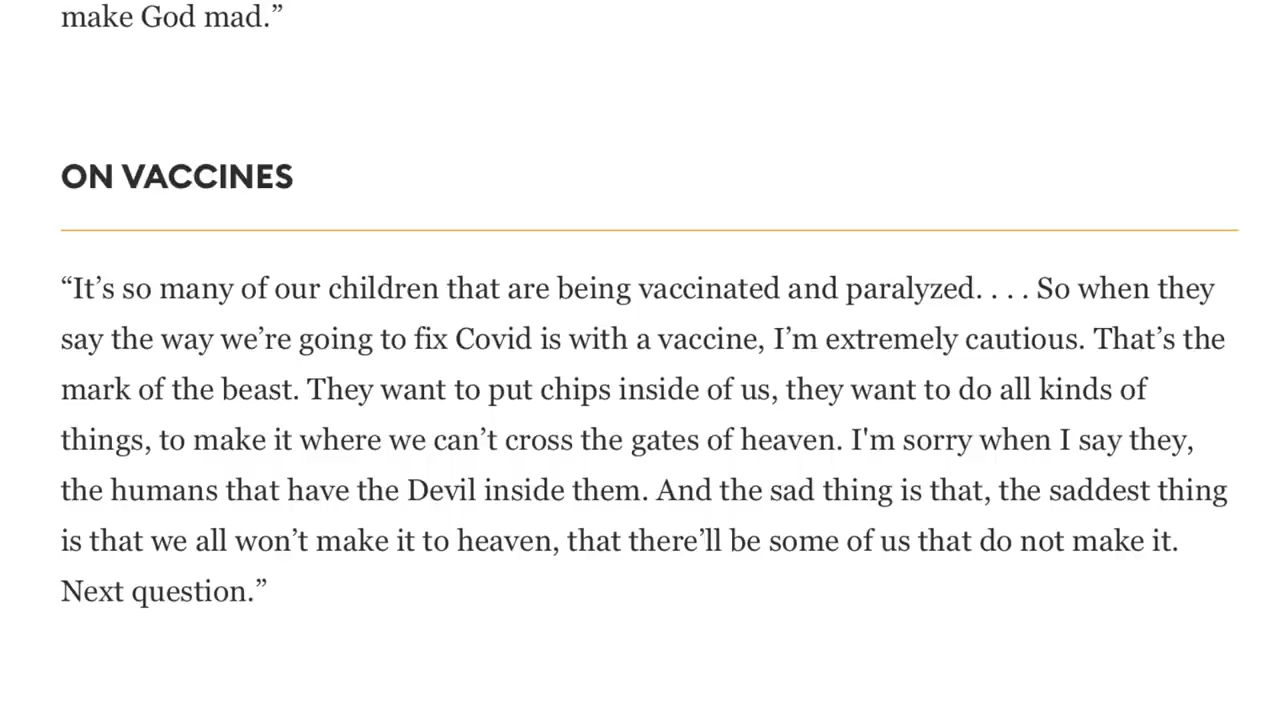 make God mad.”
ON VACCINES
“It’s so many of our children that are being vaccinated and paralyzed. . . . So when they
say the way we’re going to fix Covid is with a vaccine, I’m extremely cautious. That’s the
mark of the beast. They want to put chips inside of us, they want to do all kinds of
things, to make it where we can’t cross the gates of heaven. I'm sorry when I say they,
the humans that have the Devil inside them. And the sad thing is that, the saddest thing
is that we all won’t make it to heaven, that there’ll be some of us that do not make it.
Next question.”